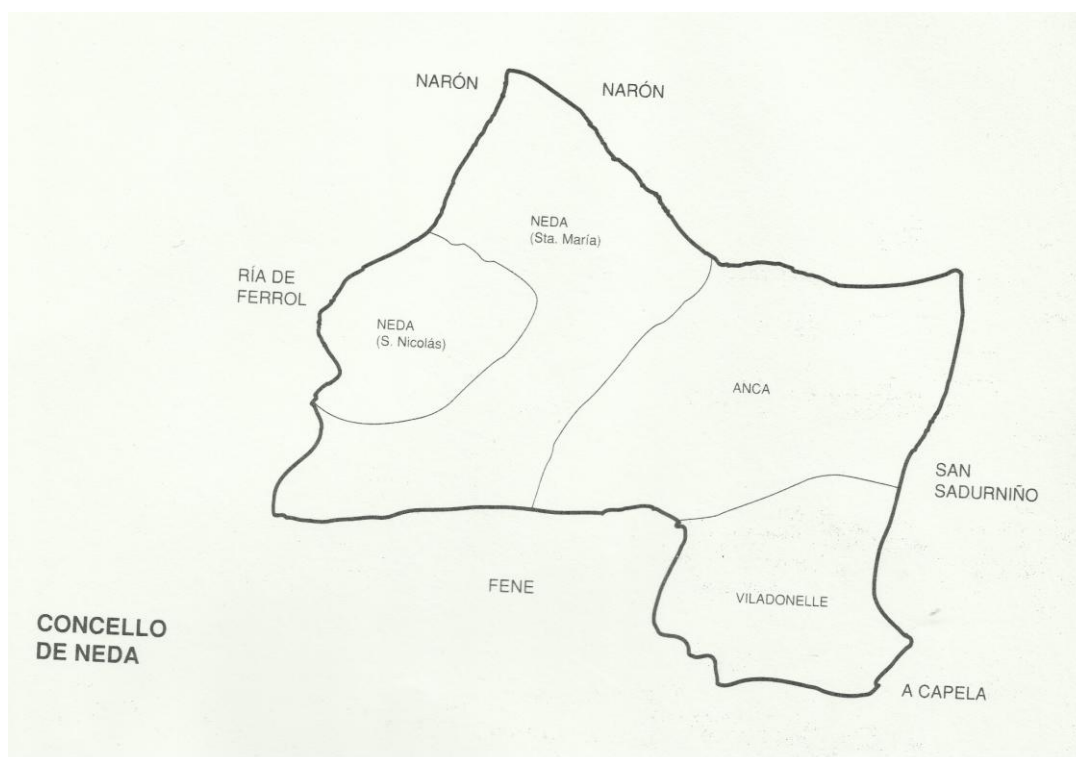 NARÓN
NARÓN
NEDA
(Sta. María)
RÍA DE
FERROL
NEDA
(S. Nicolás)
ANCA
SAN
SADURNIÑO
FENE
VILADONELLE
CONCELLO
DE NEDA
A CAPELA